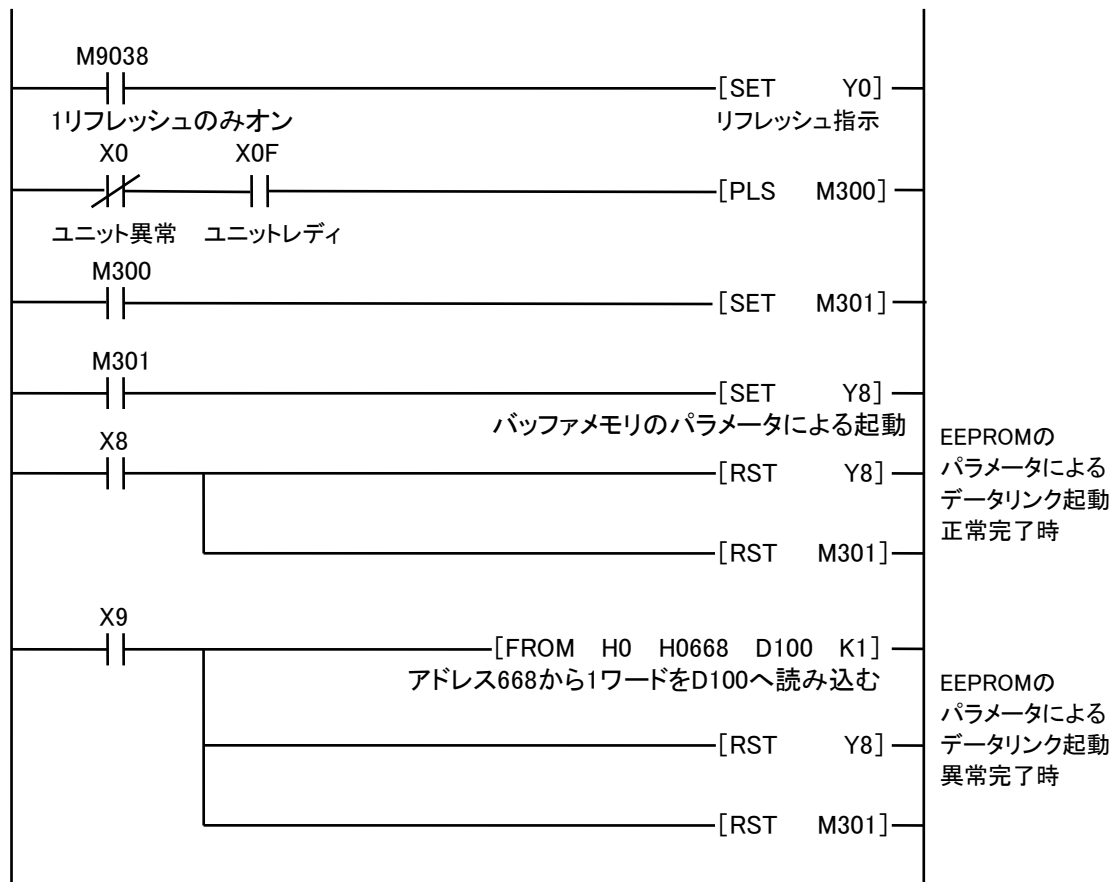 M9038
[SET Y0]
1リフレッシュのみオン
リフレッシュ指示
X0 X0F
[PLS M300]
ユニット異常 ユニットレディ
M300
[SET M301]
M301
[SET Y8]
バッファメモリのパラメータによる起動
X8
[RST Y8]
[RST M301]
EEPROMの
パラメータによる
データリンク起動
正常完了時
X9
[FROM H0 H0668 D100 K1]
アドレス668から1ワードをD100へ読み込む
[RST Y8]
[RST M301]
EEPROMの
パラメータによる
データリンク起動
異常完了時